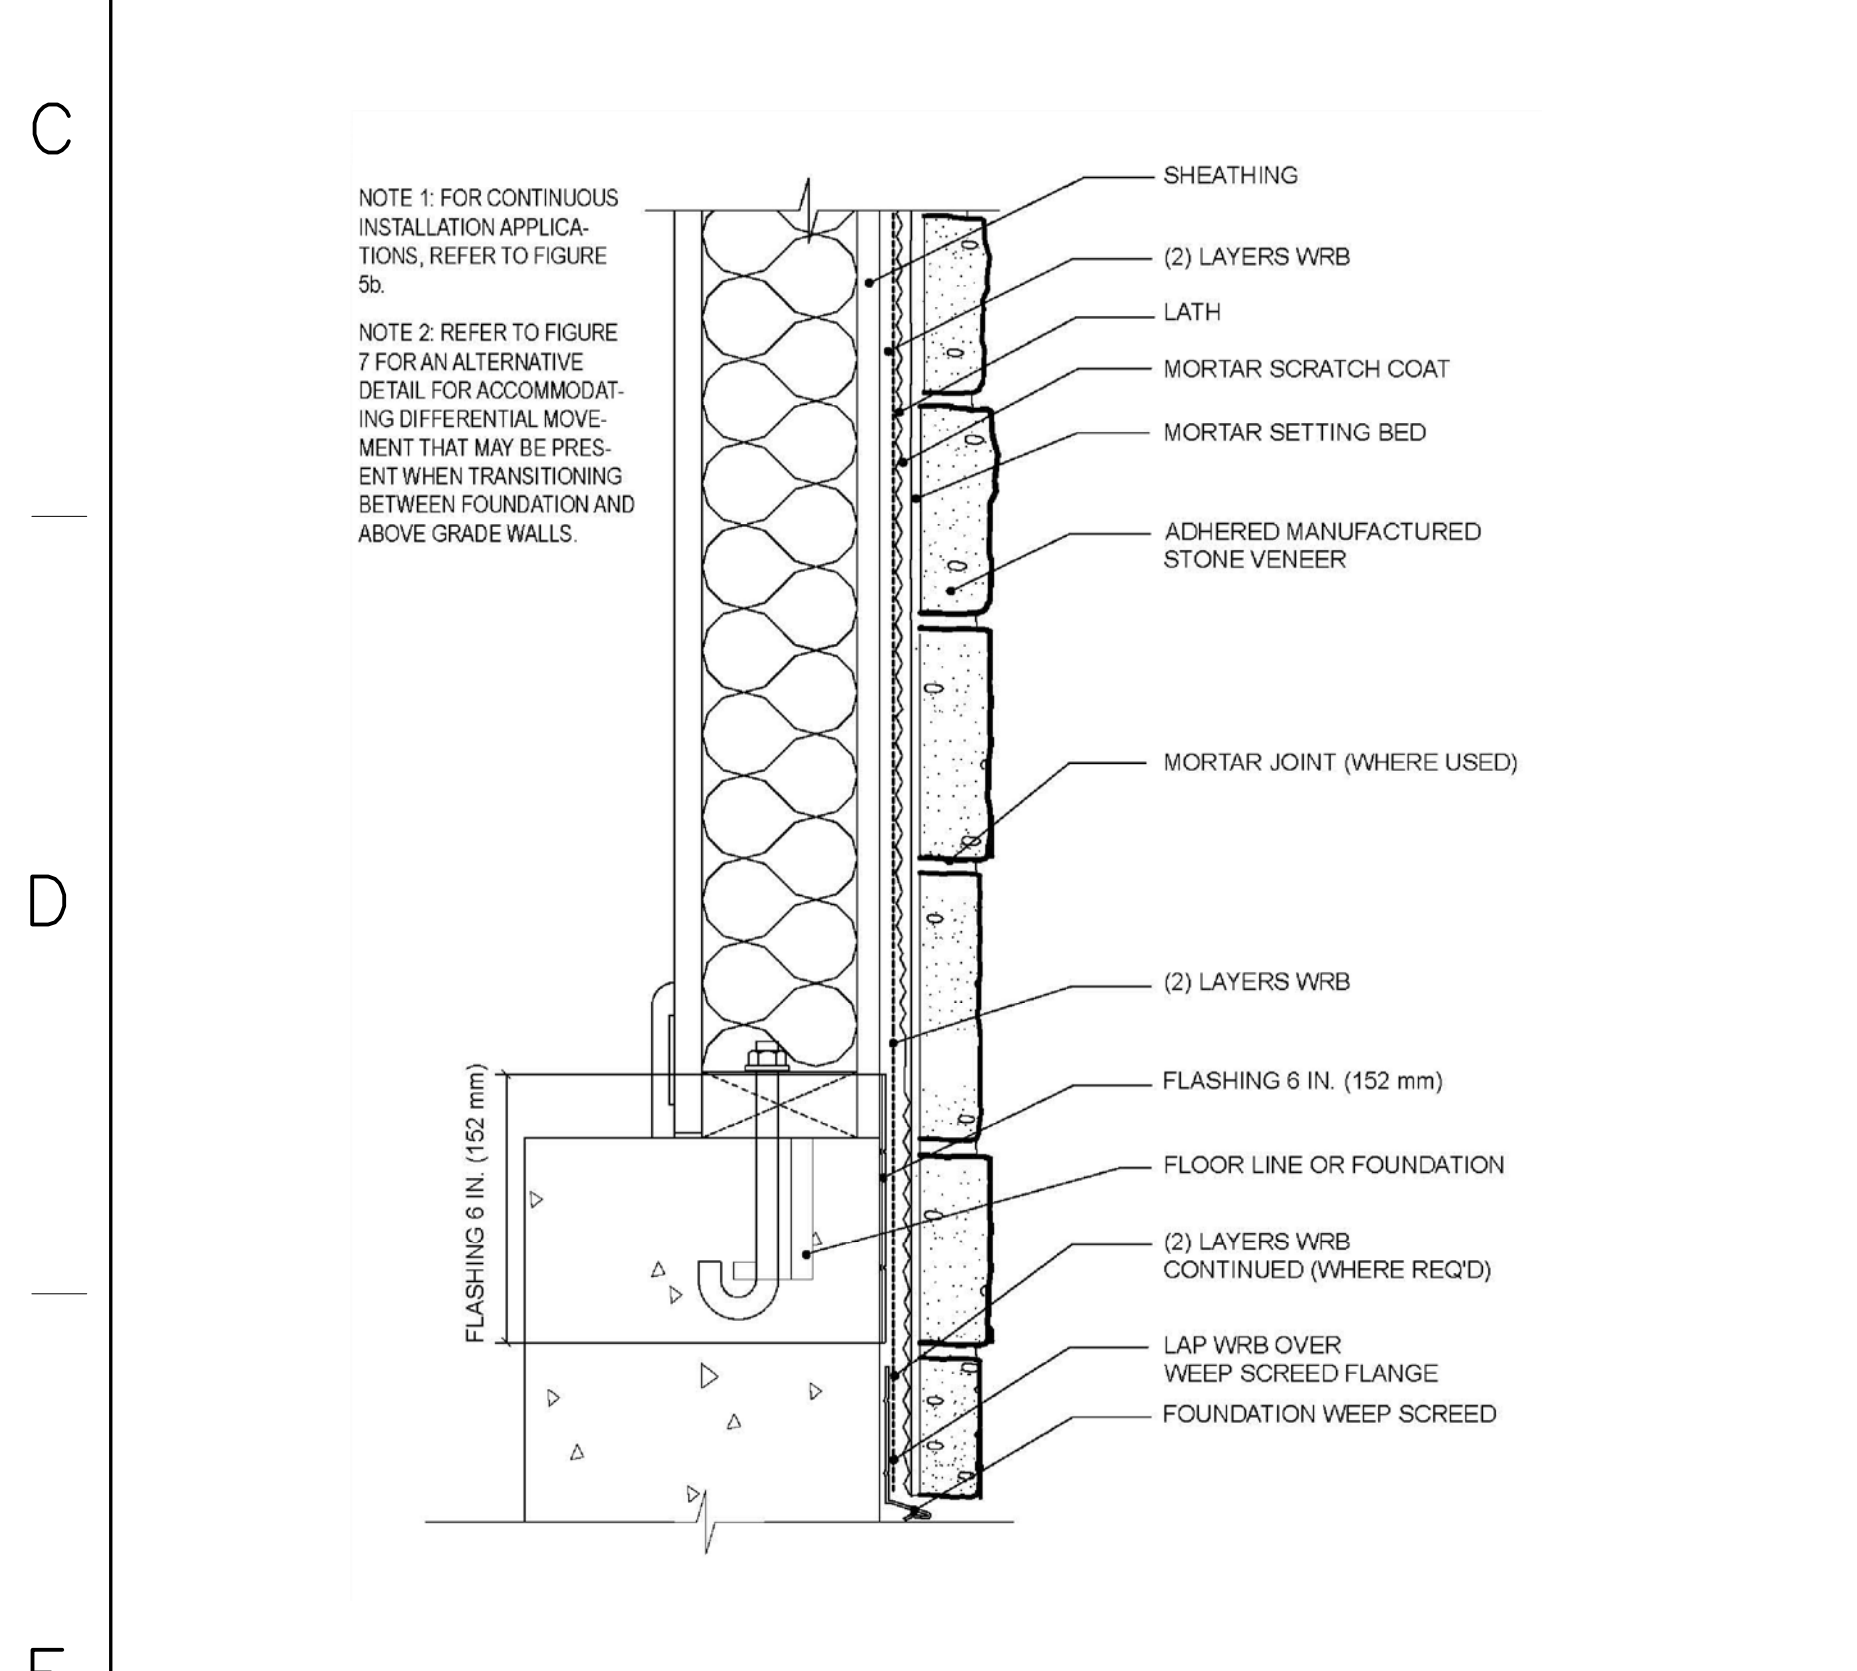 C
NOTE 1: FOR CONTINUOUS
INSTALLATION APPLICA-
TIONS, REFER TO FIGURE
5b.
NOTE 2: REFER TO FIGURE
7 FOR AN ALTERNATIVE
DETAIL FOR ACCOMMODAT-
ING DIFFERENTIAL MOVE-
MENT THAT MAY BE PRES-
ENT WHEN TRANSITIONING
BETWEEN FOUNDATION AND
ABOVE GRADE WALLS.
SHEATHING
(2) LAYERS WRB
LATH
MORTAR SCRATCH COAT
MORTAR SETTING BED
ADHERED MANUFACTURED
STONE VENEER
MORTAR JOINT (WHERE USED)
D
(2) LAYERS WRB
FLASHING 6 IN. (152 mm)
FLASHING 6 IN. (152 mm)
FLOOR LINE OR FOUNDATION
(2) LAYERS WRB
CONTINUED (WHERE REQ'D)
LAP WRB OVER
WEEP SCREED FLANGE
FOUNDATION WEEP SCREED